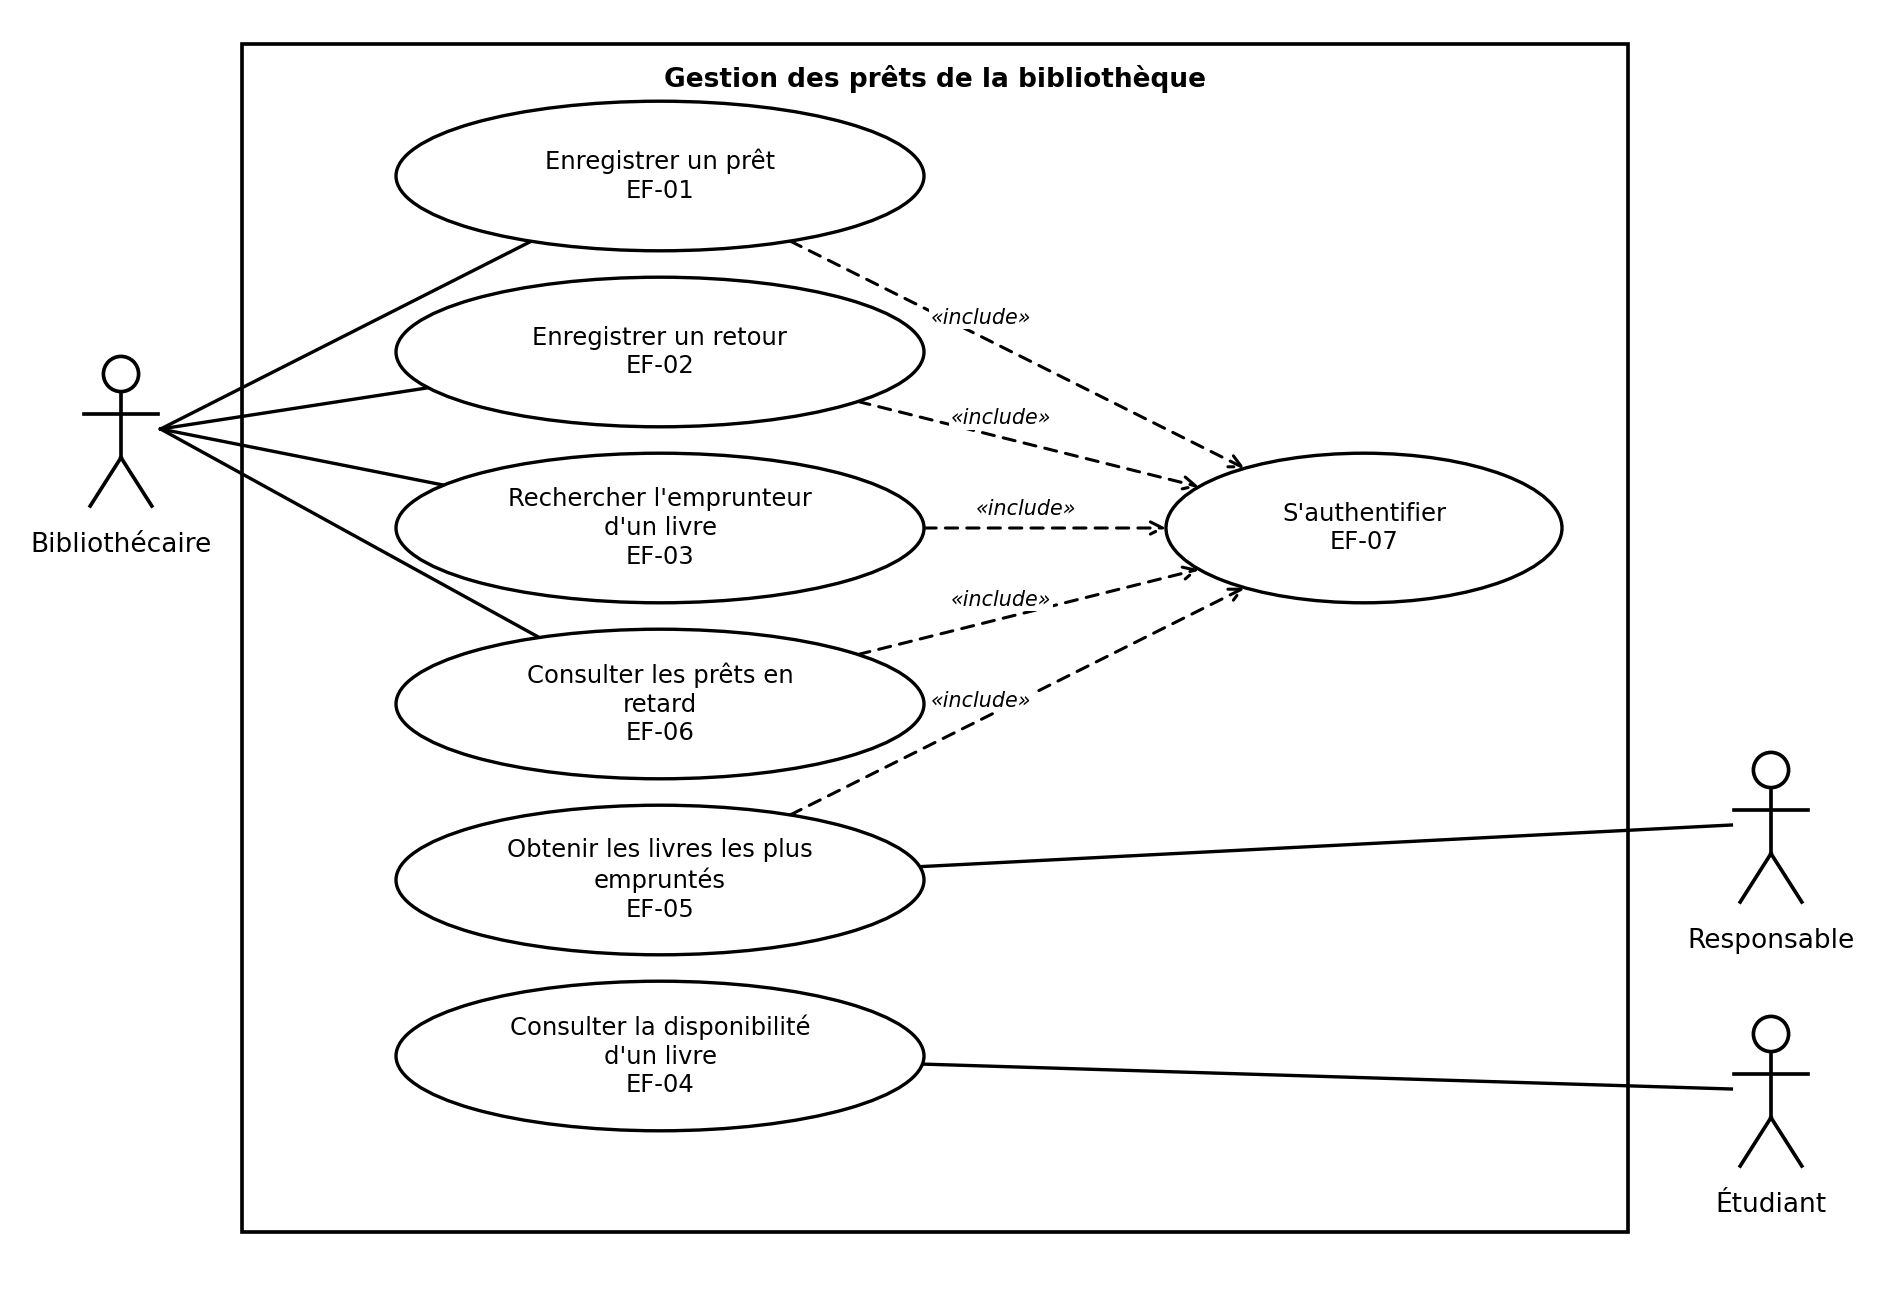 Gestion des prêts de la bibliothèque
Enregistrer un prêt
EF-01
«include»
Enregistrer un retour
EF-02
«include»
Bibliothécaire
Rechercher l'emprunteur
d'un livre
EF-03
«include»
S'authentifier
EF-07
«include»
Consulter les prêts en
retard
EF-06
«include»
Obtenir les livres les plus
empruntés
EF-05
Responsable
Consulter la disponibilité
d'un livre
EF-04
Étudiant